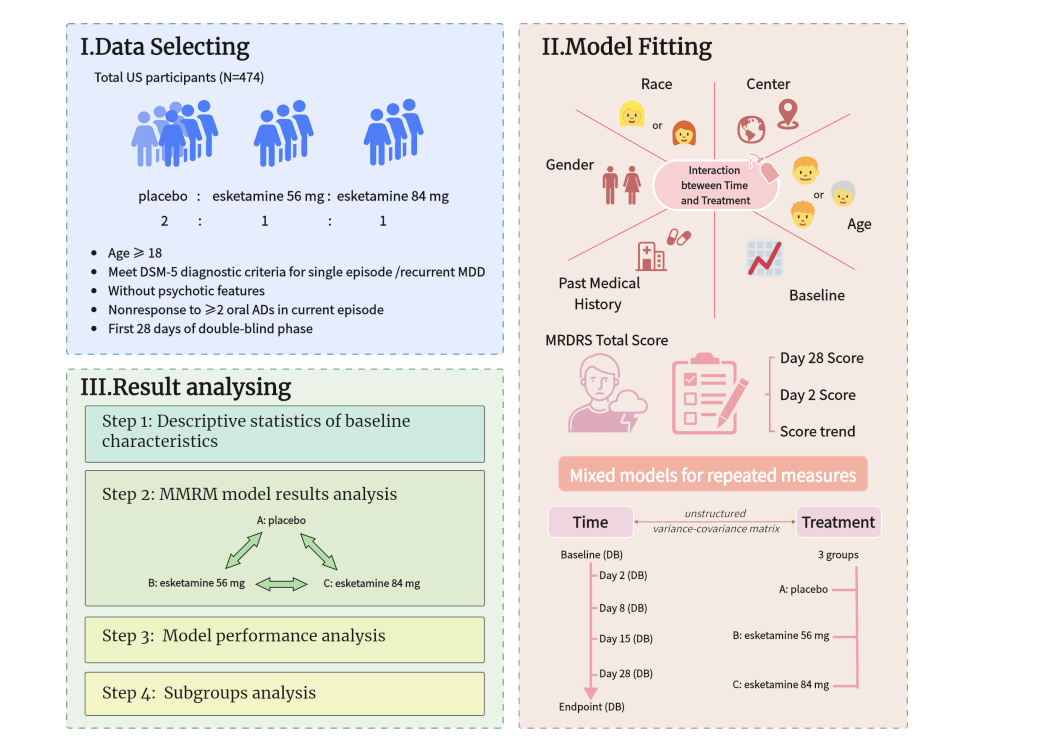 I.Data Selecting
Total US participants (N=474)
placebo : esketamine 56 mg : esketamine 84 mg
2 : 1 : 1
• Age ⩾ 18
• Meet DSM-5 diagnostic criteria for single episode /recurrent MDD
• Without psychotic features
• Nonresponse to ⩾2 oral ADs in current episode
• First 28 days of double-blind phase
II.Model Fitting
Race
Center
or
Gender
Interaction
bteween Time
and Treatment
or
Age
Past Medical
History
Baseline
MRDRS Total Score
Day 28 Score
Day 2 Score
Score trend
Mixed models for repeated measures
Time
unstructured
variance-covariance matrix
Treatment
Baseline (DB)
Day 2 (DB)
Day 8 (DB)
Day 15 (DB)
Day 28 (DB)
Endpoint (DB)
3 groups
A: placebo
B: esketamine 56 mg
C: esketamine 84 mg
III.Result analysing
Step 1: Descriptive statistics of baseline
characteristics
Step 2: MMRM model results analysis
A: placebo
B: esketamine 56 mg
C: esketamine 84 mg
Step 3: Model performance analysis
Step 4: Subgroups analysis